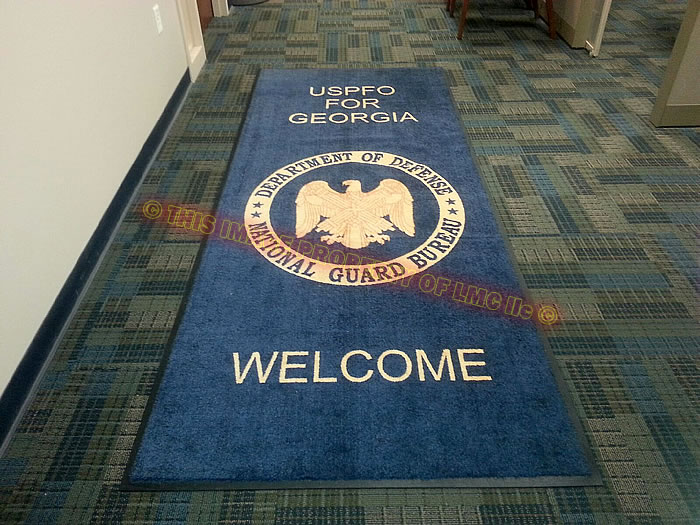 USPFO
FOR
GEORGIA
DEPARTMENT OF DEFENSE
NATIONAL GUARD BUREAU
© THIS IMAGE PROPERTY OF LMC llc ©
WELCOME